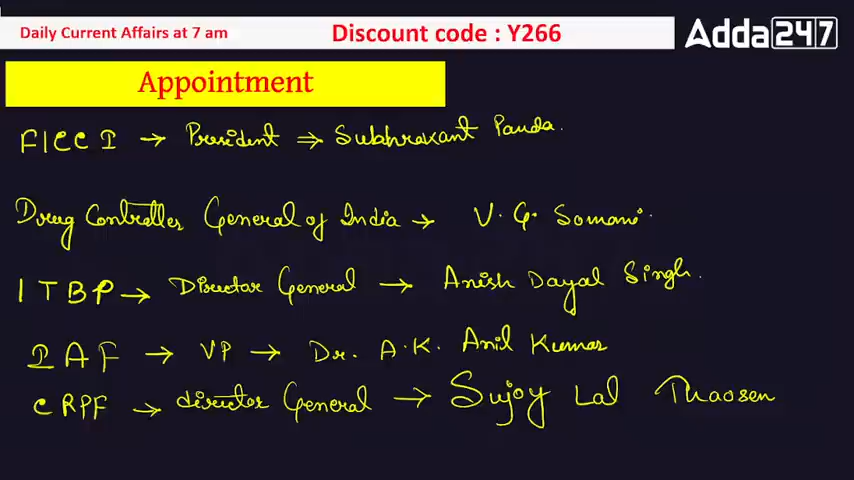 Daily Current Affairs at 7 am
Discount code : Y266
Adda247
Appointment
FICCI → President ⇒ Subhrakant Panda.
Drug Controller General of India → V. G. Somani.
ITBP → Director General → Anish Dayal Singh.
IAF → VP → Dr. A.K. Anil Kumar
CRPF → director General → Sujoy Lal Thaosen